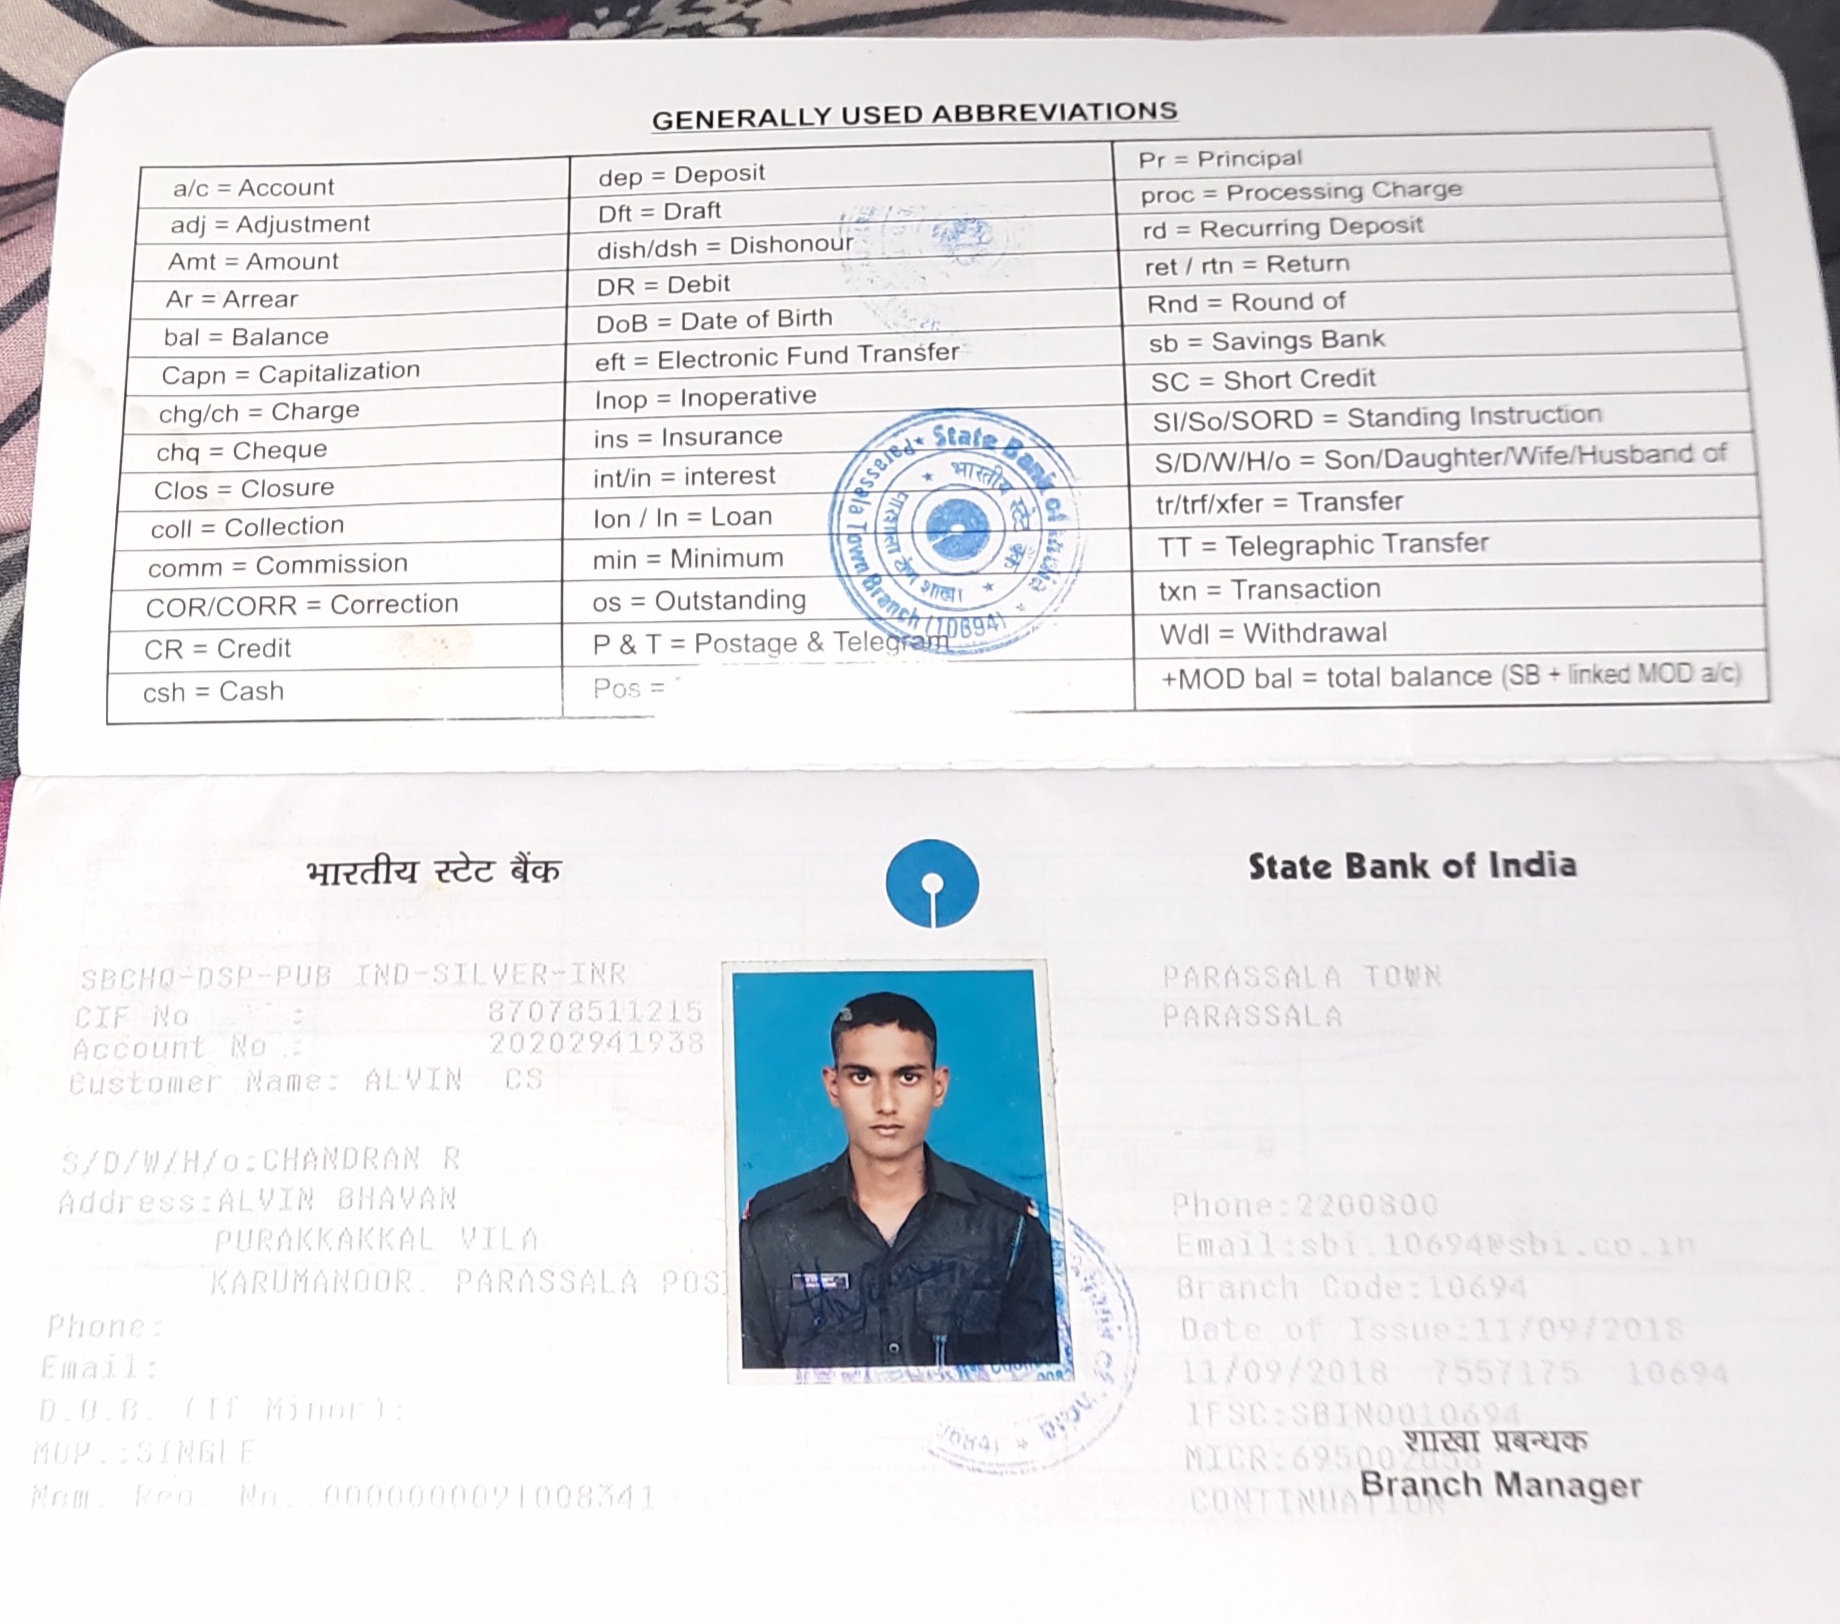 GENERALLY USED ABBREVIATIONS
a/c = Account
adj = Adjustment
Amt = Amount
Ar = Arrear
bal = Balance
Capn = Capitalization
chg/ch = Charge
chq = Cheque
Clos = Closure
coll = Collection
comm = Commission
COR/CORR = Correction
CR = Credit
csh = Cash
dep = Deposit
Dft = Draft
dish/dsh = Dishonour
DR = Debit
DoB = Date of Birth
eft = Electronic Fund Transfer
Inop = Inoperative
ins = Insurance
int/in = interest
Ion / In = Loan
min = Minimum
os = Outstanding
P & T = Postage & Telegram
Pos =
Pr = Principal
proc = Processing Charge
rd = Recurring Deposit
ret / rtn = Return
Rnd = Round of
sb = Savings Bank
SC = Short Credit
SI/So/SORD = Standing Instruction
S/D/W/H/o = Son/Daughter/Wife/Husband of
tr/trf/xfer = Transfer
TT = Telegraphic Transfer
txn = Transaction
Wdl = Withdrawal
+MOD bal = total balance (SB + linked MOD a/c)
State Bank of India
Parassala Town Branch (10694)
भारतीय स्टेट बैंक
पारसाला टाउन शाखा
भारतीय स्टेट बैंक
State Bank of India
SBCHQ-DSP-PUB IND-SILVER-INR
CIF No : 87078511215
Account No.: 20202941938
Customer Name: ALVIN CS
S/D/W/H/o:CHANDRAN R
Address:ALVIN BHAVAN
PURAKKAKKAL VILA
KARUMANOOR. PARASSALA POS
Phone:
Email:
D.O.B. (If Minor):
MOP.:SINGLE
Nom. Reg. No.:0000000091008341
PARASSALA TOWN
PARASSALA
Phone:2200800
Email:sbi.10694@sbi.co.in
Branch Code:10694
Date of Issue:11/09/2018
11/09/2018 7557175 10694
IFSC:SBIN0010694
MICR:695002058
शाखा प्रबन्धक
CONTINUATION
Branch Manager